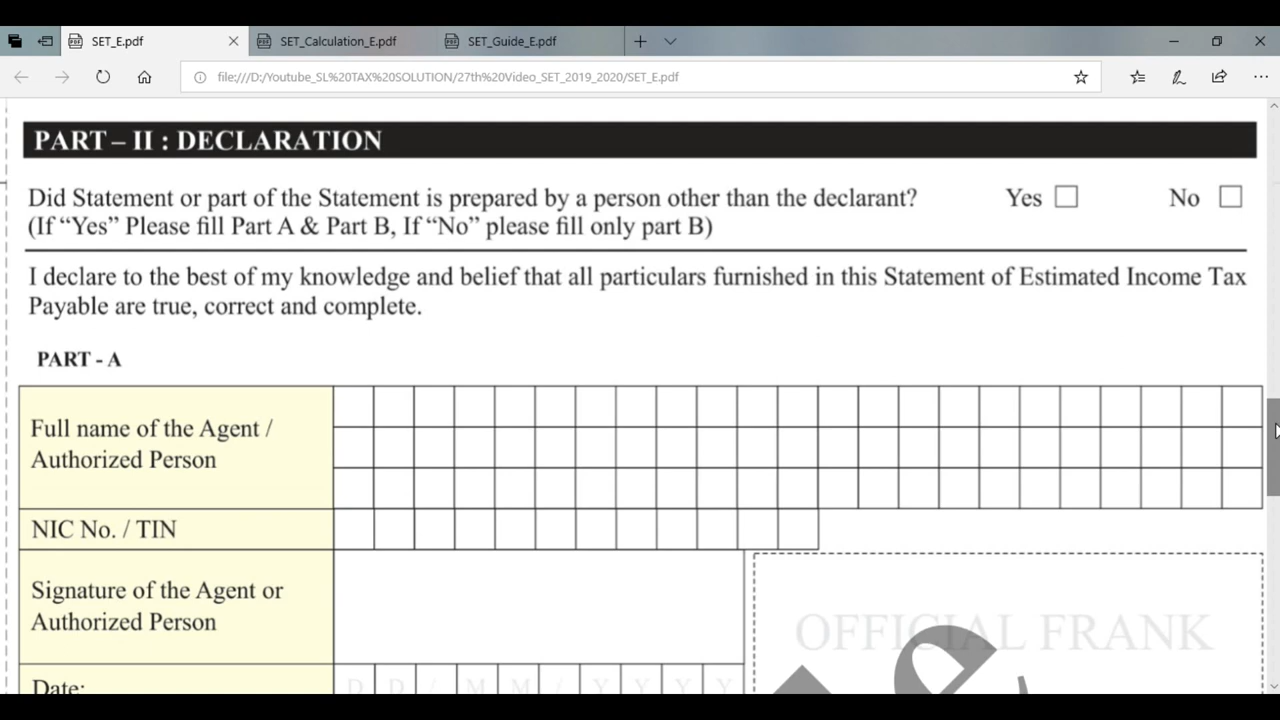 SET_E.pdf
SET_Calculation_E.pdf
SET_Guide_E.pdf
file:///D:/Youtube_SL%20TAX%20SOLUTION/27th%20Video_SET_2019_2020/SET_E.pdf
PART – II : DECLARATION
Did Statement or part of the Statement is prepared by a person other than the declarant? Yes No
(If “Yes” Please fill Part A & Part B, If “No” please fill only part B)
I declare to the best of my knowledge and belief that all particulars furnished in this Statement of Estimated Income Tax
Payable are true, correct and complete.
PART - A
Full name of the Agent /
Authorized Person
NIC No. / TIN
Signature of the Agent or
Authorized Person
OFFICIAL FRANK
Date: D D / M M / Y Y Y Y